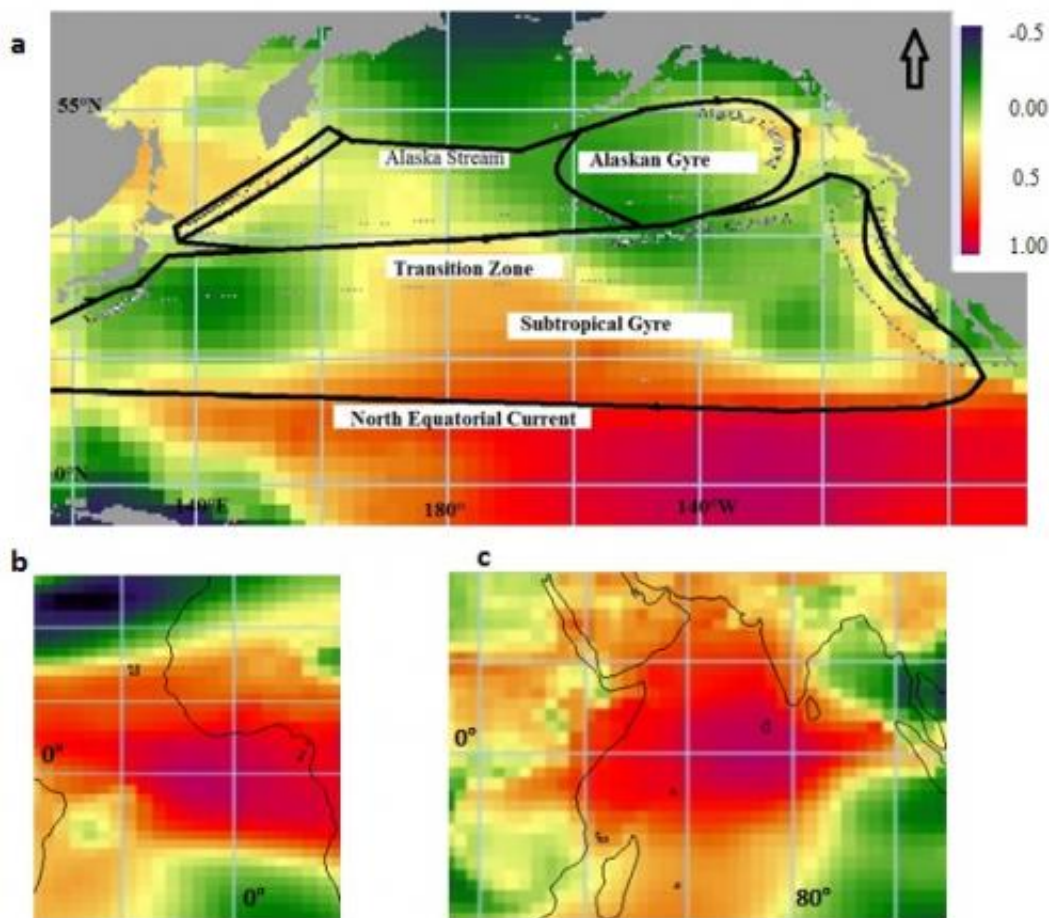 a
-0.5
55°N
0.00
Alaska Stream
Alaskan Gyre
0.5
1.00
Transition Zone
Subtropical Gyre
North Equatorial Current
0°N
140°E
180°
140°W
b
c
0°
0°
0°
80°